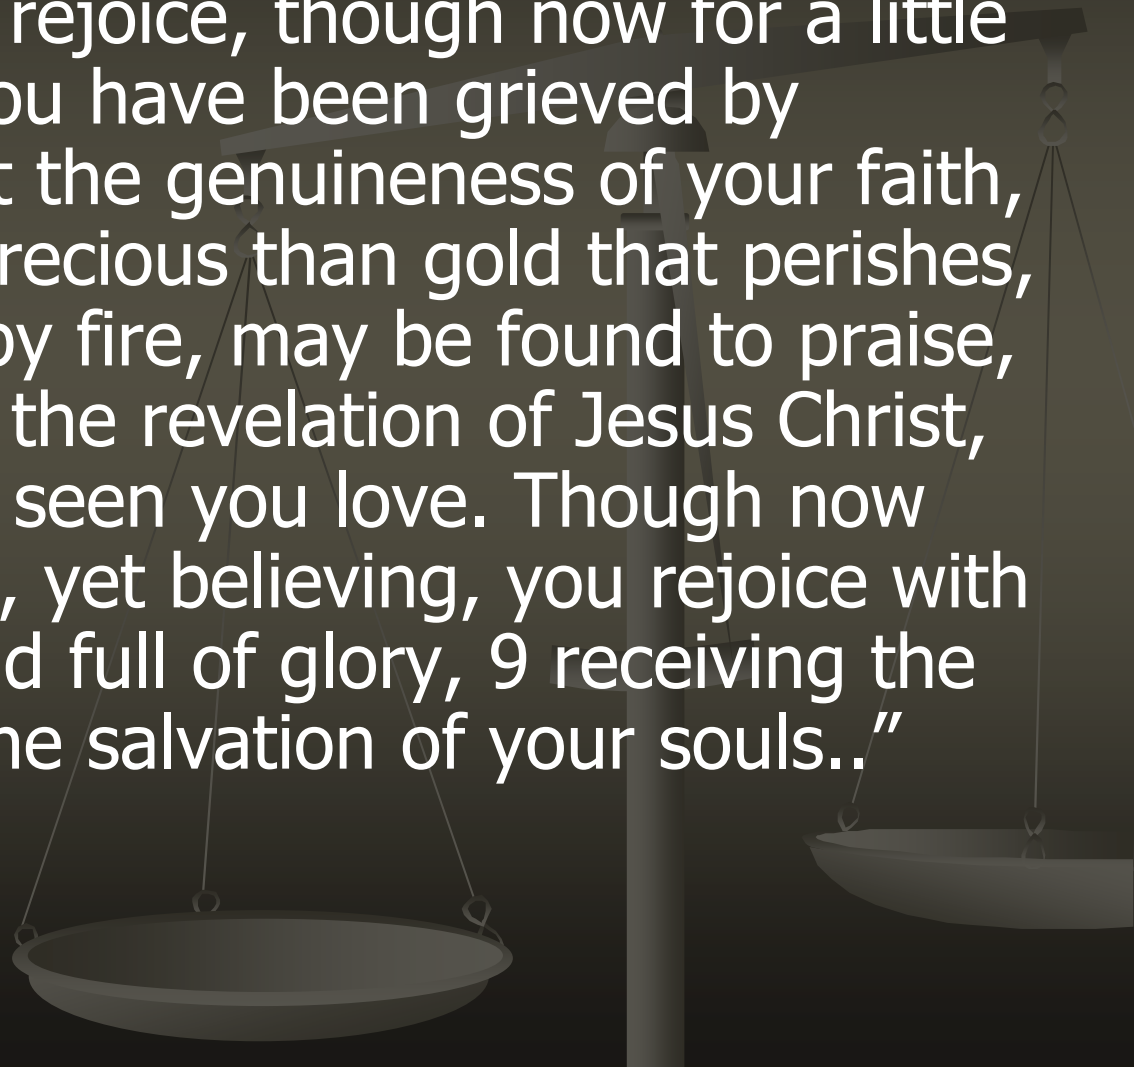 rejoice, though now for a little
ou have been grieved by
t the genuineness of your faith,
recious than gold that perishes,
by fire, may be found to praise,
the revelation of Jesus Christ,
seen you love. Though now
, yet believing, you rejoice with
d full of glory, 9 receiving the
he salvation of your souls..”